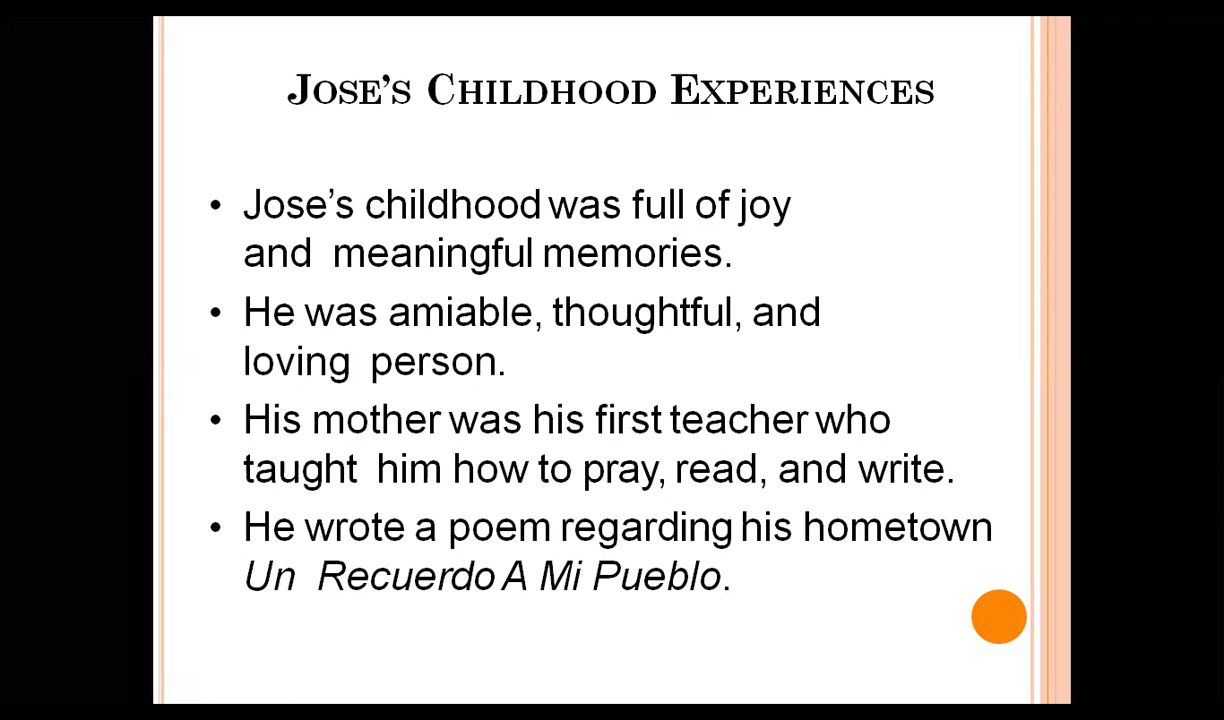 JOSE’S CHILDHOOD EXPERIENCES
• Jose’s childhood was full of joy
and meaningful memories.
• He was amiable, thoughtful, and
loving person.
• His mother was his first teacher who
taught him how to pray, read, and write.
• He wrote a poem regarding his hometown
Un Recuerdo A Mi Pueblo.